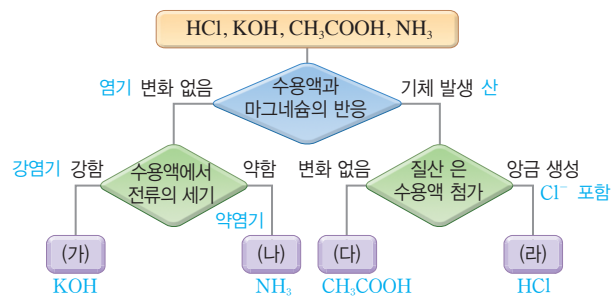 HCl, KOH, CH₃COOH, NH₃
염기 변화 없음
수용액과
마그네슘의 반응
기체 발생 산
강염기 강함
수용액에서
전류의 세기
약함
약염기
변화 없음
질산 은
수용액 첨가
앙금 생성
Cl⁻ 포함
(가)
(나)
(다)
(라)
KOH
NH₃
CH₃COOH
HCl